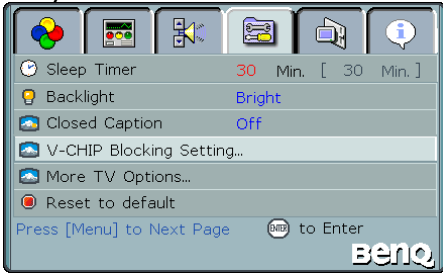 Sleep Timer 30 Min. [ 30 Min. ]
Backlight Bright
Closed Caption Off
V-CHIP Blocking Setting...
More TV Options...
Reset to default
Press [Menu] to Next Page ENTER to Enter
BenQ